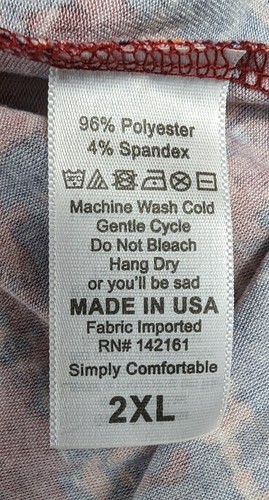 96% Polyester
4% Spandex
Machine Wash Cold
Gentle Cycle
Do Not Bleach
Hang Dry
or you'll be sad
MADE IN USA
Fabric Imported
RN# 142161
Simply Comfortable
2XL